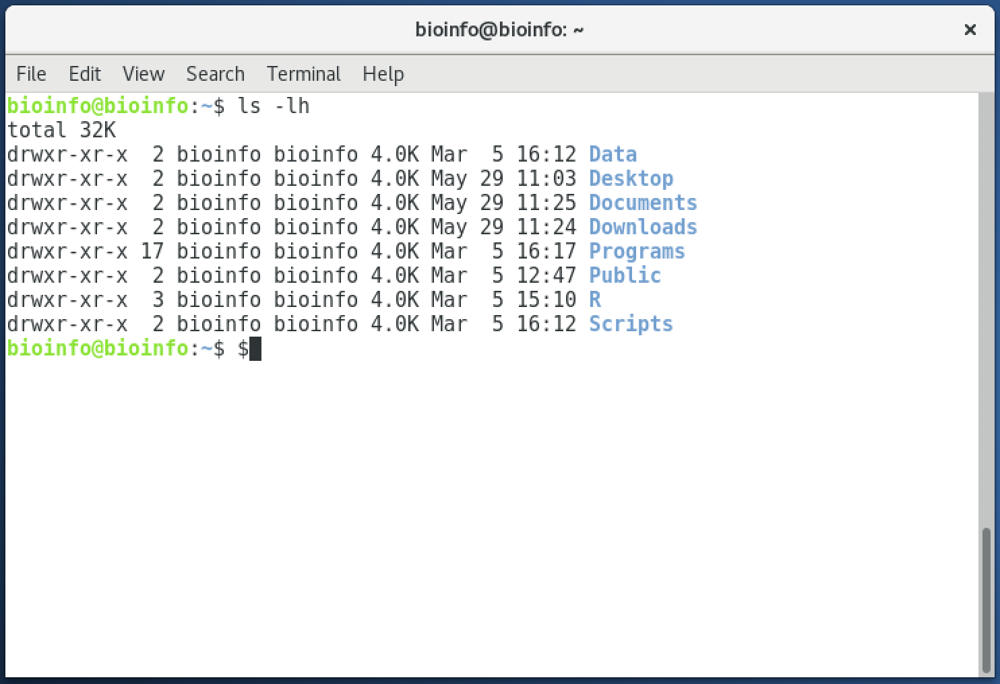 bioinfo@bioinfo: ~
File Edit View Search Terminal Help
bioinfo@bioinfo:~$ ls -lh
total 32K
drwxr-xr-x  2 bioinfo bioinfo 4.0K Mar  5 16:12 Data
drwxr-xr-x  2 bioinfo bioinfo 4.0K May 29 11:03 Desktop
drwxr-xr-x  2 bioinfo bioinfo 4.0K May 29 11:25 Documents
drwxr-xr-x  2 bioinfo bioinfo 4.0K May 29 11:24 Downloads
drwxr-xr-x 17 bioinfo bioinfo 4.0K Mar  5 16:17 Programs
drwxr-xr-x  2 bioinfo bioinfo 4.0K Mar  5 12:47 Public
drwxr-xr-x  3 bioinfo bioinfo 4.0K Mar  5 15:10 R
drwxr-xr-x  2 bioinfo bioinfo 4.0K Mar  5 16:12 Scripts
bioinfo@bioinfo:~$ $